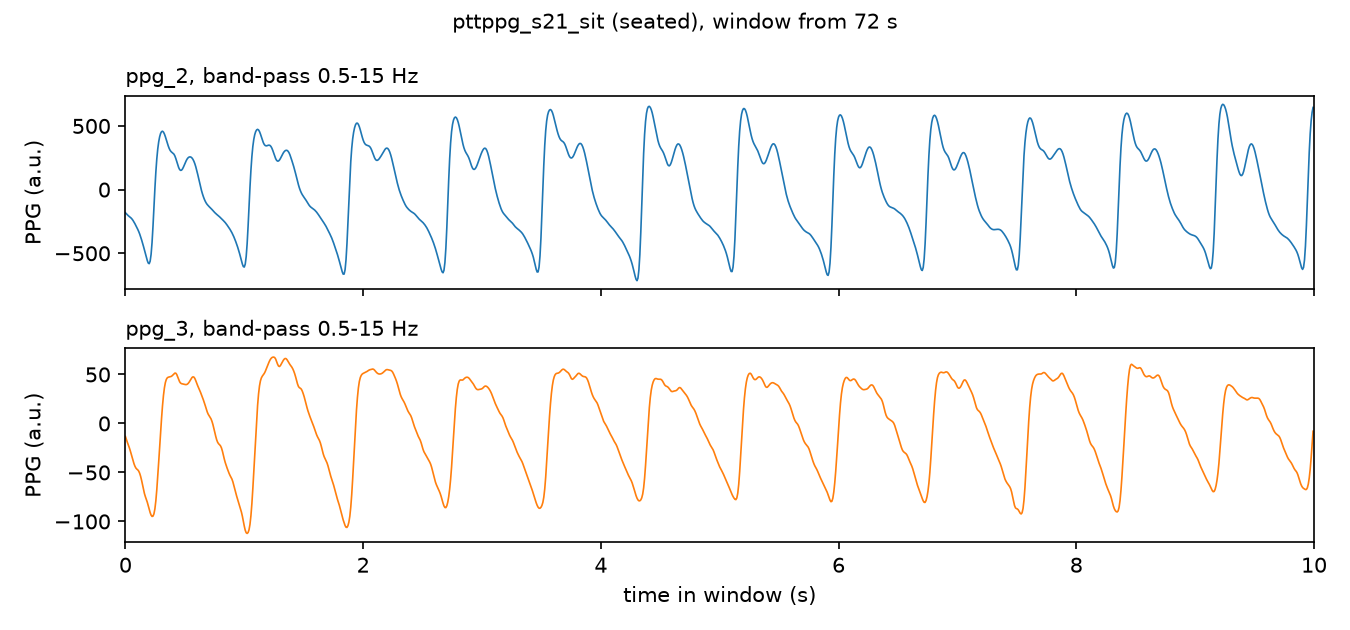 pttppg_s21_sit (seated), window from 72 s
ppg_2, band-pass 0.5-15 Hz
PPG (a.u.)
500
0
−500
ppg_3, band-pass 0.5-15 Hz
PPG (a.u.)
50
0
−50
−100
0 2 4 6 8 10
time in window (s)